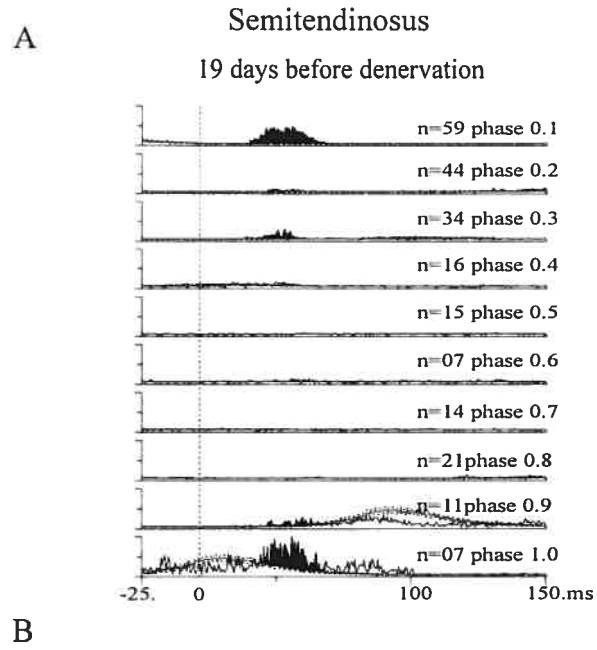 Semitendinosus
A
19 days before denervation
n=59 phase 0.1
n=44 phase 0.2
n=34 phase 0.3
n=16 phase 0.4
n=15 phase 0.5
n=07 phase 0.6
n=14 phase 0.7
n=21phase 0.8
n=11phase 0.9
n=07 phase 1.0
-25. 0 100 150.ms
B